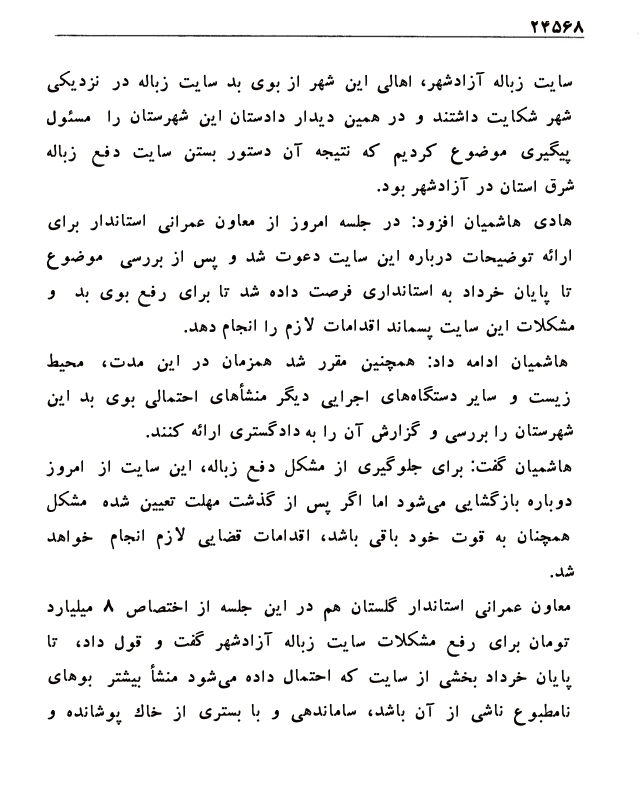 ۲۴۵۶۸
سایت زباله آزادشهر، اهالی این شهر از بوی بد سایت زباله در نزدیکی
شهر شکایت داشتند و در همین دیدار دادستان این شهرستان را مسئول
پیگیری موضوع کردیم که نتیجه آن دستور بستن سایت دفع زباله
شرق استان در آزادشهر بود.
هادی هاشمیان افزود: در جلسه امروز از معاون عمرانی استاندار برای
ارائه توضیحات درباره این سایت دعوت شد و پس از بررسی موضوع
تا پایان خرداد به استانداری فرصت داده شد تا برای رفع بوی بد و
مشکلات این سایت پسماند اقدامات لازم را انجام دهد.
هاشمیان ادامه داد: همچنین مقرر شد همزمان در این مدت، محیط
زیست و سایر دستگاه‌های اجرایی دیگر منشأهای احتمالی بوی بد این
شهرستان را بررسی و گزارش آن را به دادگستری ارائه کنند.
هاشمیان گفت: برای جلوگیری از مشکل دفع زباله، این سایت از امروز
دوباره بازگشایی می‌شود اما اگر پس از گذشت مهلت تعیین شده مشکل
همچنان به قوت خود باقی باشد، اقدامات قضایی لازم انجام خواهد
شد.
معاون عمرانی استاندار گلستان هم در این جلسه از اختصاص ۸ میلیارد
تومان برای رفع مشکلات سایت زباله آزادشهر گفت و قول داد، تا
پایان خرداد بخشی از سایت که احتمال داده می‌شود منشأ بیشتر بوهای
نامطبوع ناشی از آن باشد، ساماندهی و با بستری از خاك پوشانده و